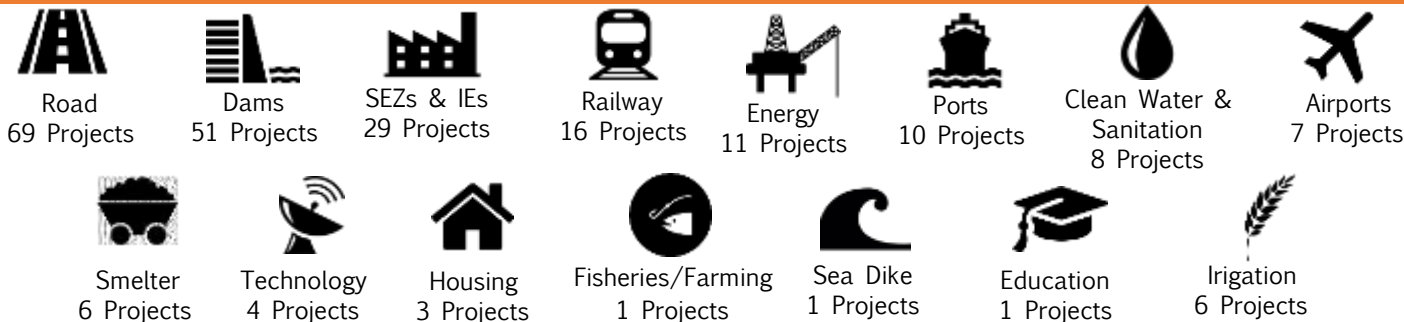 Road
69 Projects
Dams
51 Projects
SEZs & IEs
29 Projects
Railway
16 Projects
Energy
11 Projects
Ports
10 Projects
Clean Water &
Sanitation
8 Projects
Airports
7 Projects
Smelter
6 Projects
Technology
4 Projects
Housing
3 Projects
Fisheries/Farming
1 Projects
Sea Dike
1 Projects
Education
1 Projects
Irigation
6 Projects